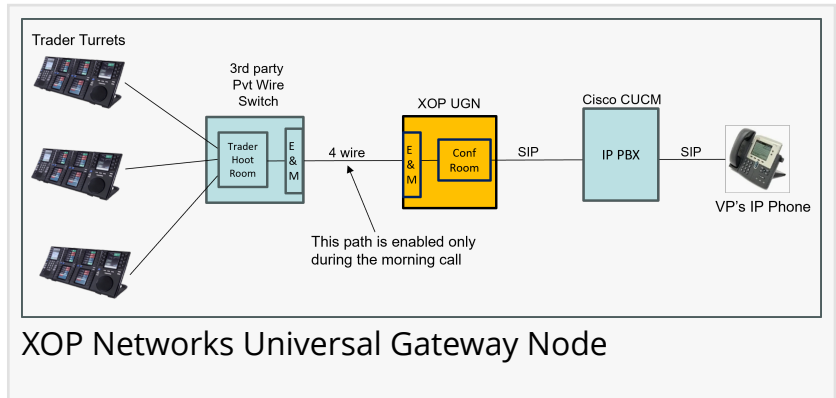 Trader Turrets
3rd party
Pvt Wire
Switch
XOP UGN
Cisco CUCM
Trader
Hoot
Room
E
&
M
4 wire
E
&
M
Conf
Room
SIP
IP PBX
SIP
VP's IP Phone
This path is enabled only
during the morning call
XOP Networks Universal Gateway Node